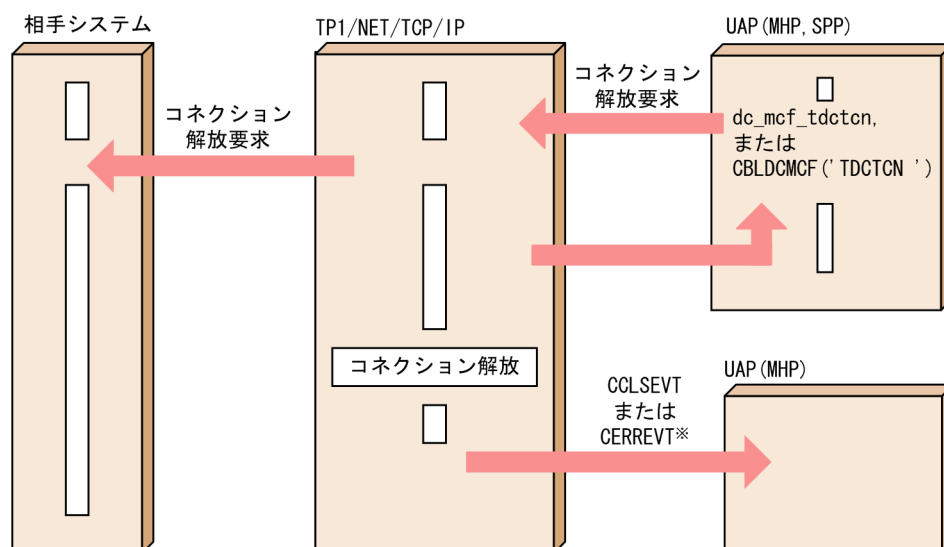 相手システム
TP1/NET/TCP/IP
UAP(MHP, SPP)
コネクション
解放要求
コネクション
解放要求
dc_mcf_tdctcn,
または
CBLDCMCF('TDCTCN ')
コネクション解放
UAP(MHP)
CCLSEVT
または
CERREVT※